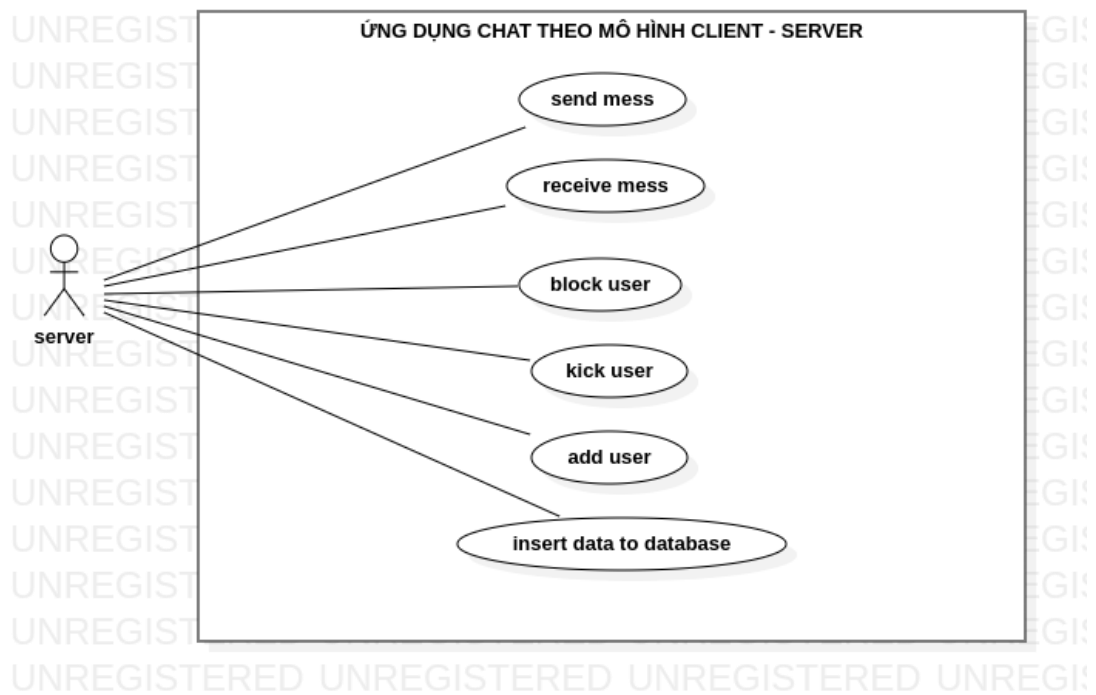 ỨNG DỤNG CHAT THEO MÔ HÌNH CLIENT - SERVER
send mess
receive mess
block user
server
kick user
add user
insert data to database
UNREGISTERED UNREGISTERED UNREGISTERED UNREGIS